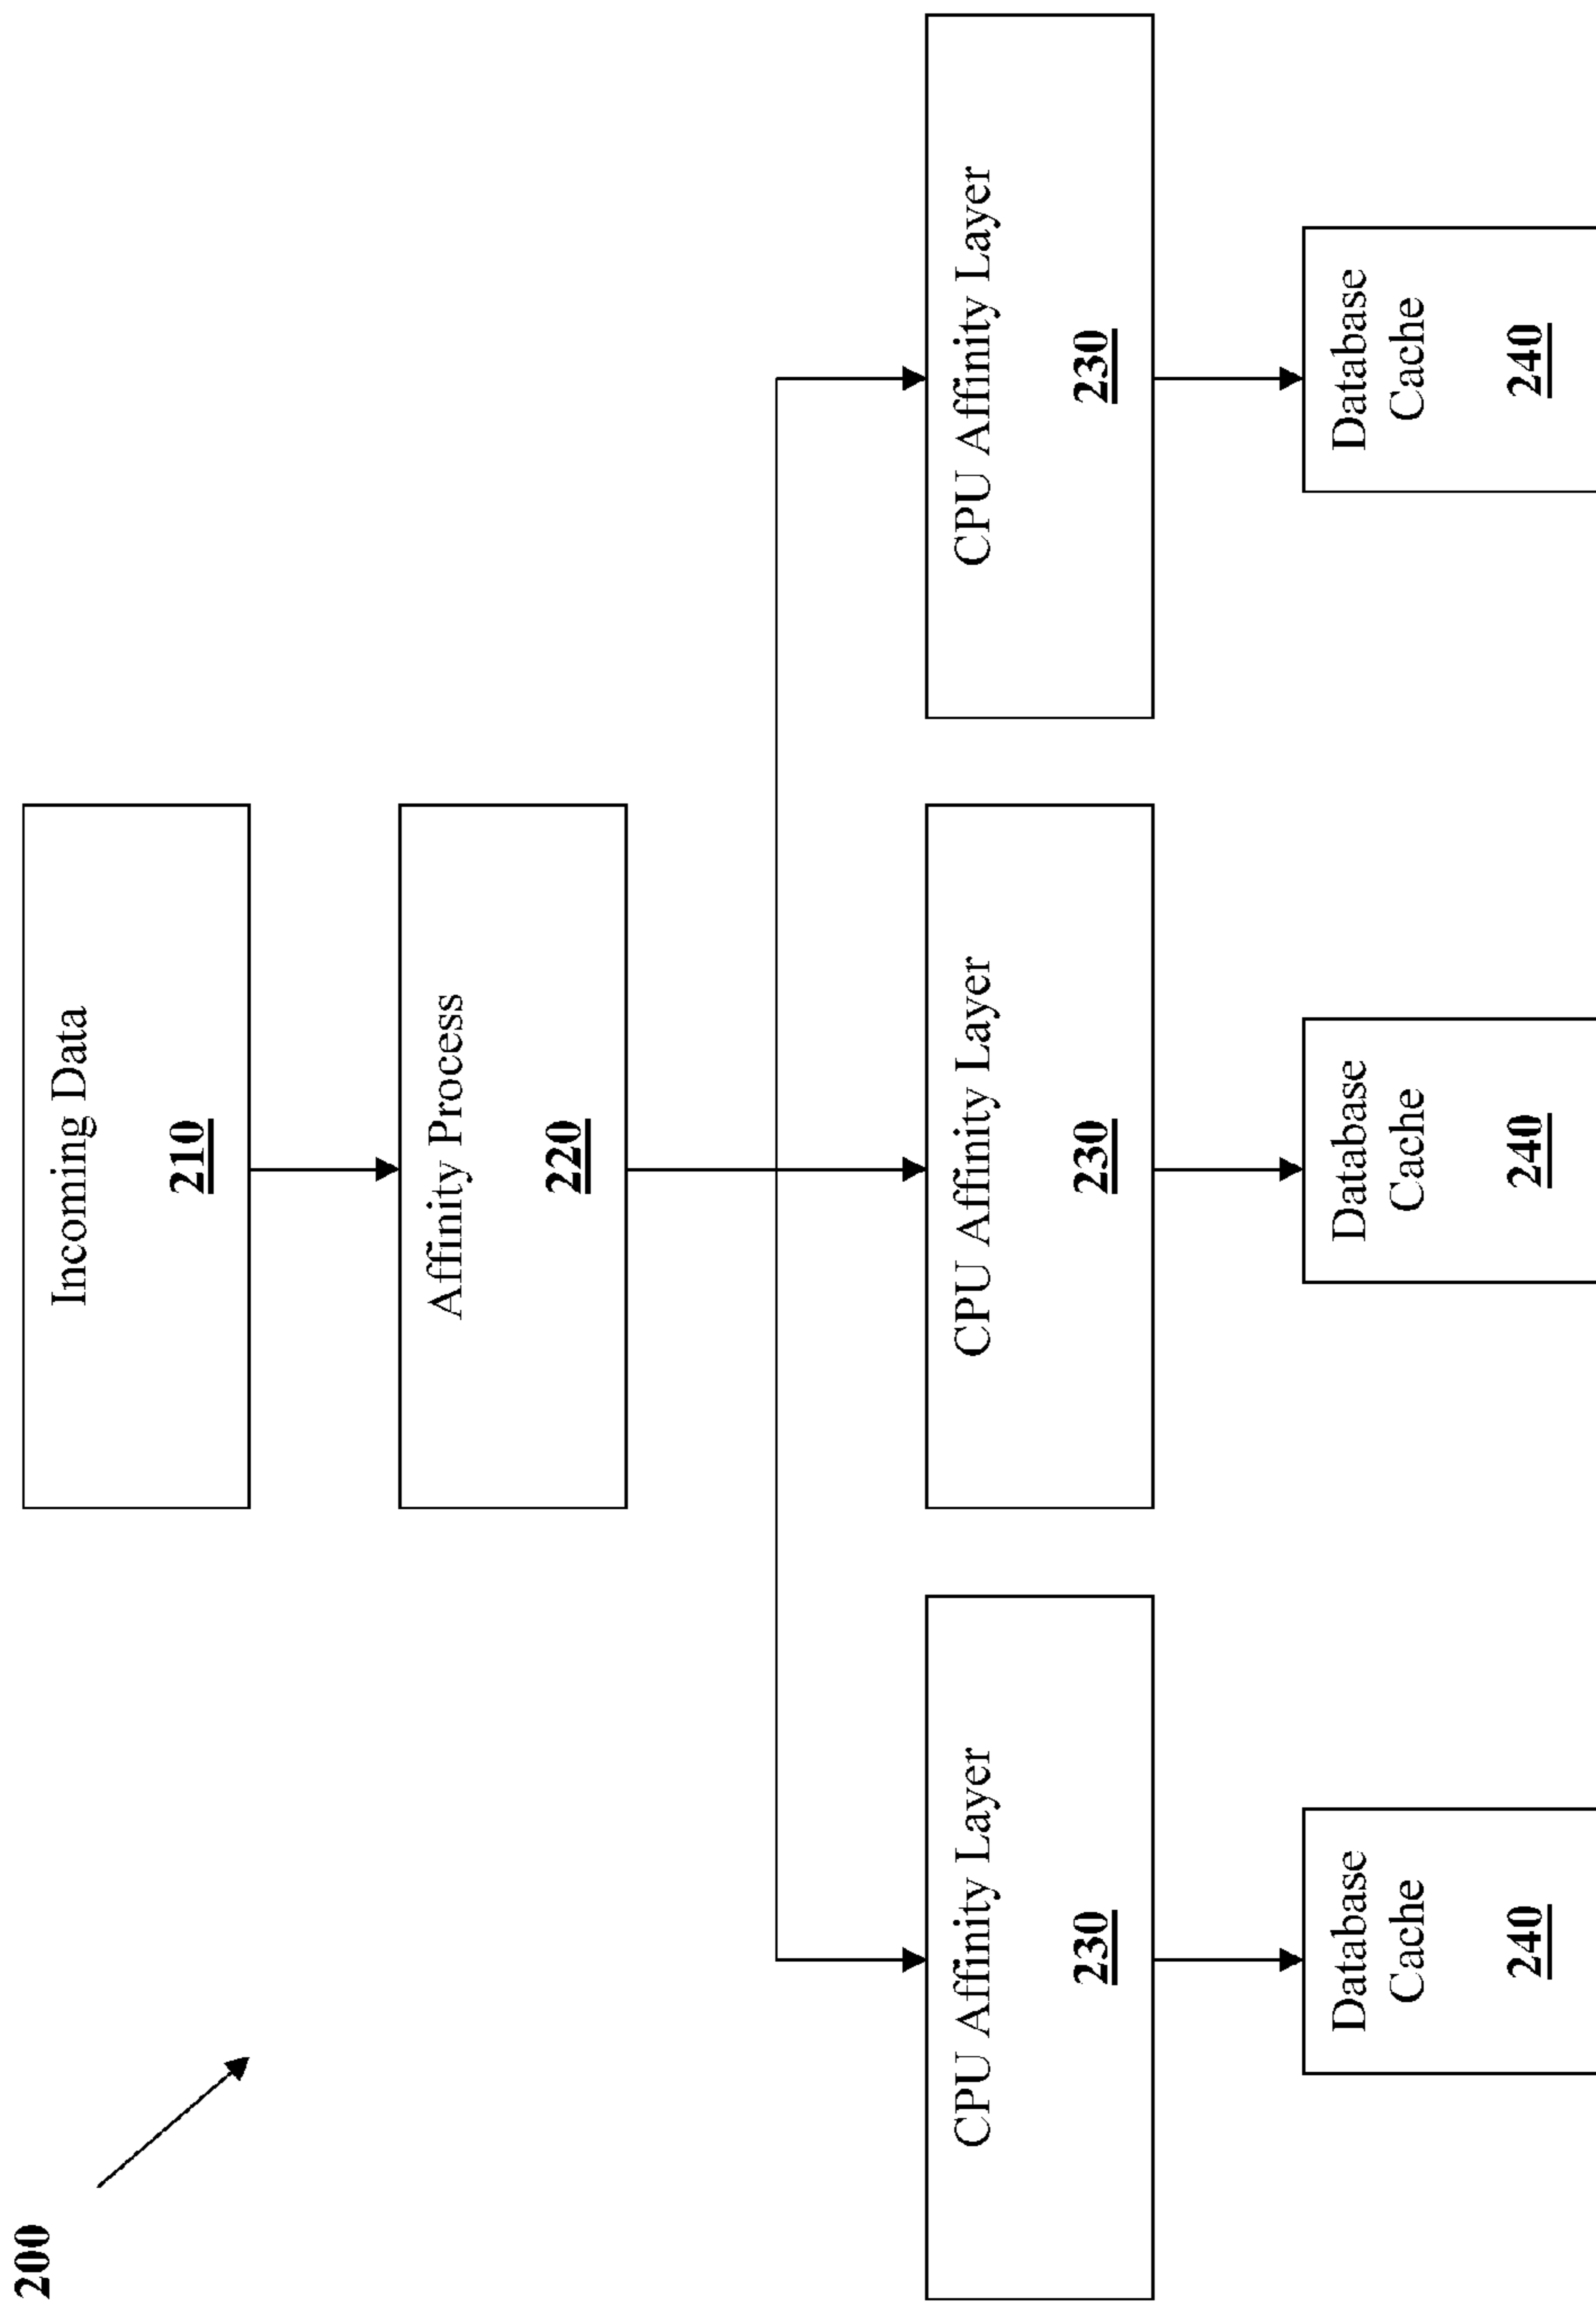 200
Incoming Data
210
Affinity Process
220
CPU Affinity Layer
230
CPU Affinity Layer
230
CPU Affinity Layer
230
Database
Cache
240
Database
Cache
240
Database
Cache
240